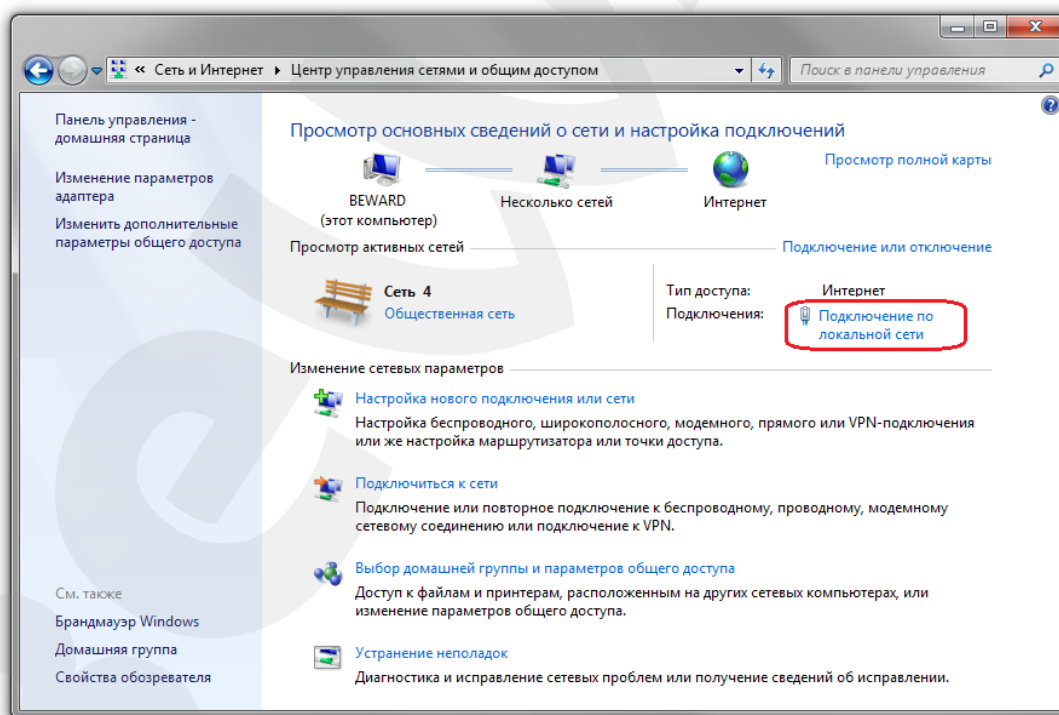 « Сеть и Интернет ▸ Центр управления сетями и общим доступом
Поиск в панели управления
Панель управления -
домашняя страница
Изменение параметров
адаптера
Изменить дополнительные
параметры общего доступа
Просмотр основных сведений о сети и настройка подключений
Просмотр полной карты
BEWARD
(этот компьютер)
Несколько сетей
Интернет
Просмотр активных сетей
Подключение или отключение
Сеть 4
Общественная сеть
Тип доступа: Интернет
Подключения: Подключение по
локальной сети
Изменение сетевых параметров
Настройка нового подключения или сети
Настройка беспроводного, широкополосного, модемного, прямого или VPN-подключения
или же настройка маршрутизатора или точки доступа.
Подключиться к сети
Подключение или повторное подключение к беспроводному, проводному, модемному
сетевому соединению или подключение к VPN.
Выбор домашней группы и параметров общего доступа
Доступ к файлам и принтерам, расположенным на других сетевых компьютерах, или
изменение параметров общего доступа.
Устранение неполадок
Диагностика и исправление сетевых проблем или получение сведений об исправлении.
См. также
Брандмауэр Windows
Домашняя группа
Свойства обозревателя